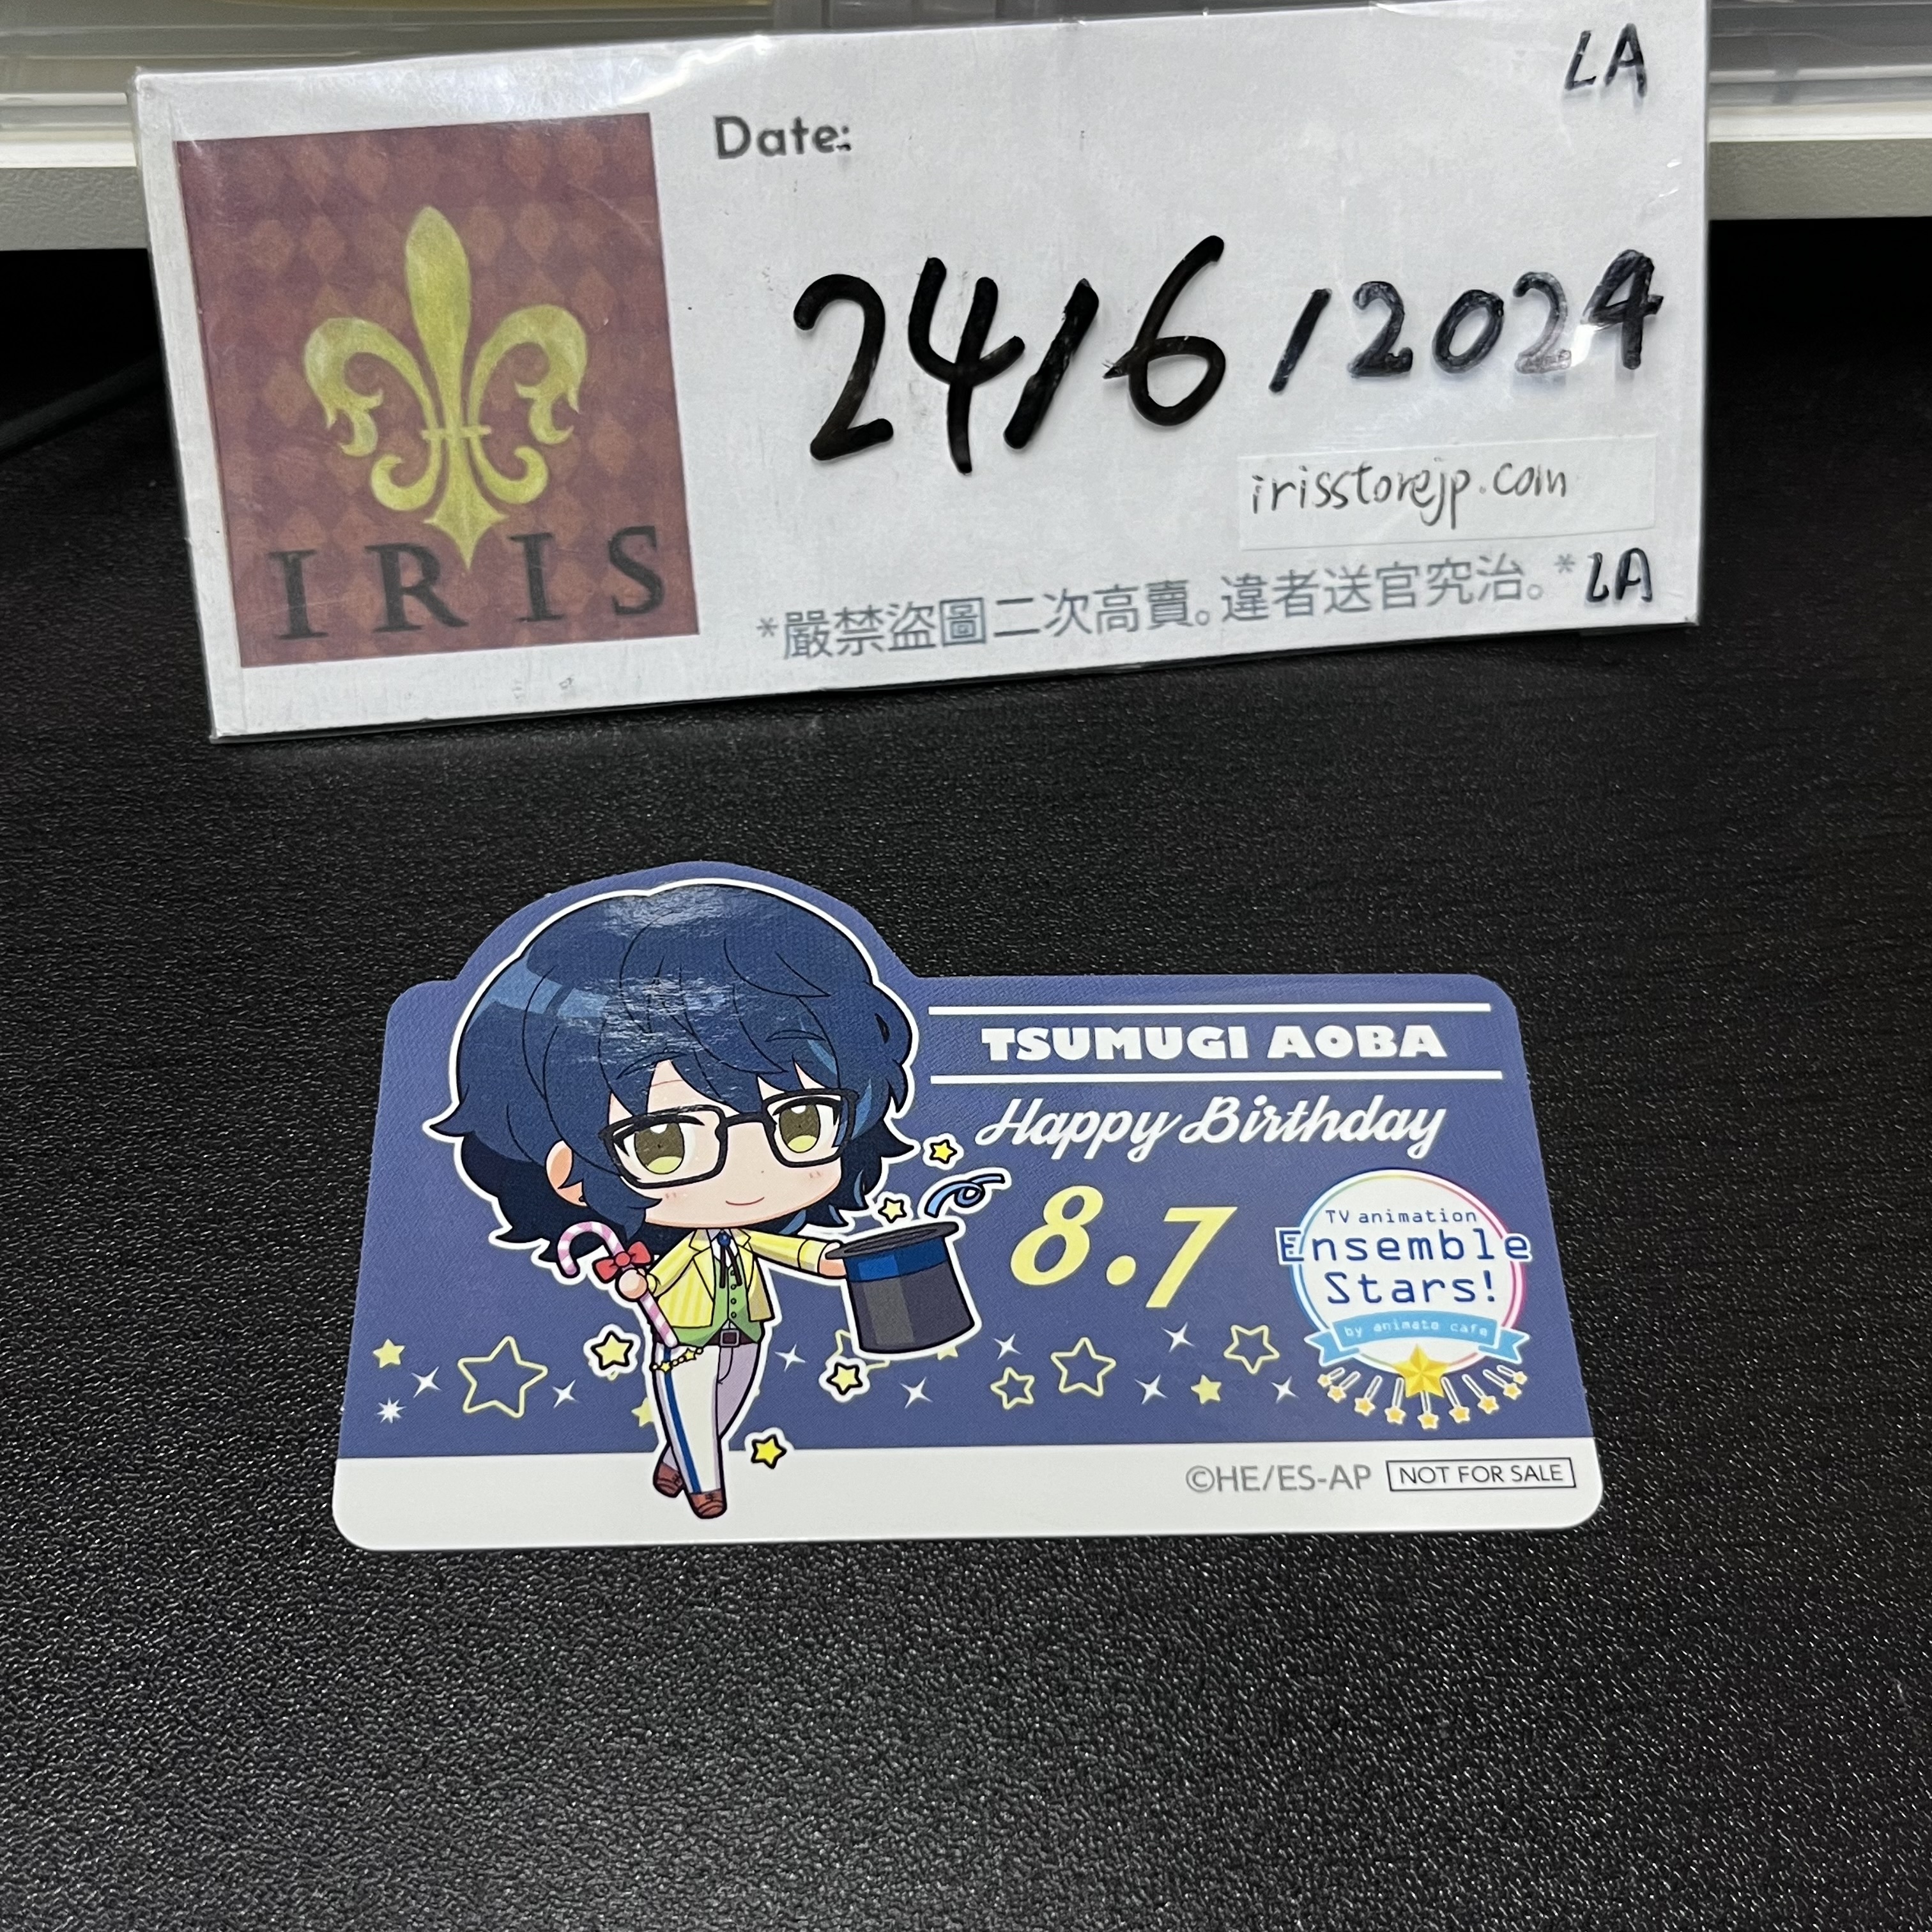 LA
Date:
24/6/2024
irisstorejp.com
*嚴禁盜圖二次高賣。違者送官究治。* LA
IRIS
TSUMUGI AOBA
Happy Birthday
8.7
TV animation
Ensemble
Stars!
by animate cafe
©HE/ES-AP NOT FOR SALE